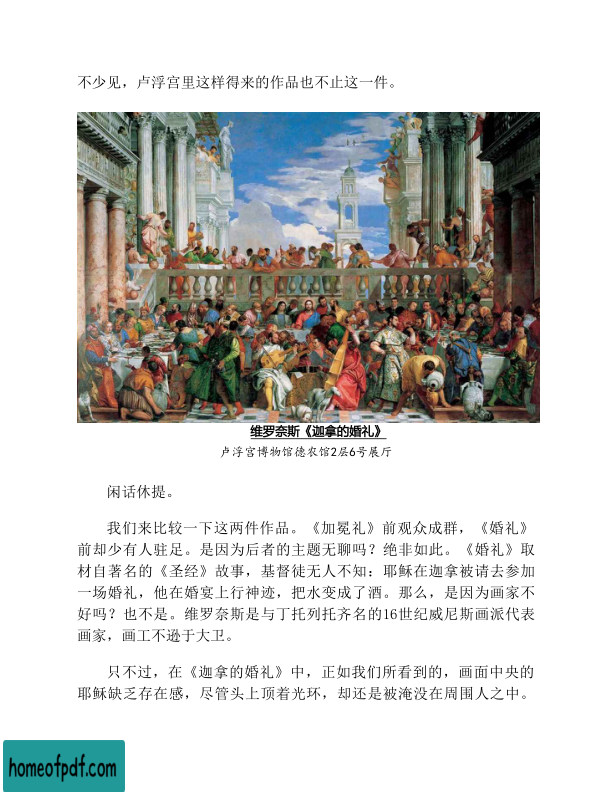 不少见，卢浮宫里这样得来的作品也不止这一件。
维罗奈斯《迦拿的婚礼》
卢浮宫博物馆德农馆2层6号展厅
闲话休提。
我们来比较一下这两件作品。《加冕礼》前观众成群，《婚礼》
前却少有人驻足。是因为后者的主题无聊吗？绝非如此。《婚礼》取
材自著名的《圣经》故事，基督徒无人不知：耶稣在迦拿被请去参加
一场婚礼，他在婚宴上行神迹，把水变成了酒。那么，是因为画家不
好吗？也不是。维罗奈斯是与丁托列托齐名的16世纪威尼斯画派代表
画家，画工不逊于大卫。
只不过，在《迦拿的婚礼》中，正如我们所看到的，画面中央的
耶稣缺乏存在感，尽管头上顶着光环，却还是被淹没在周围人之中。
homeofpdf.com